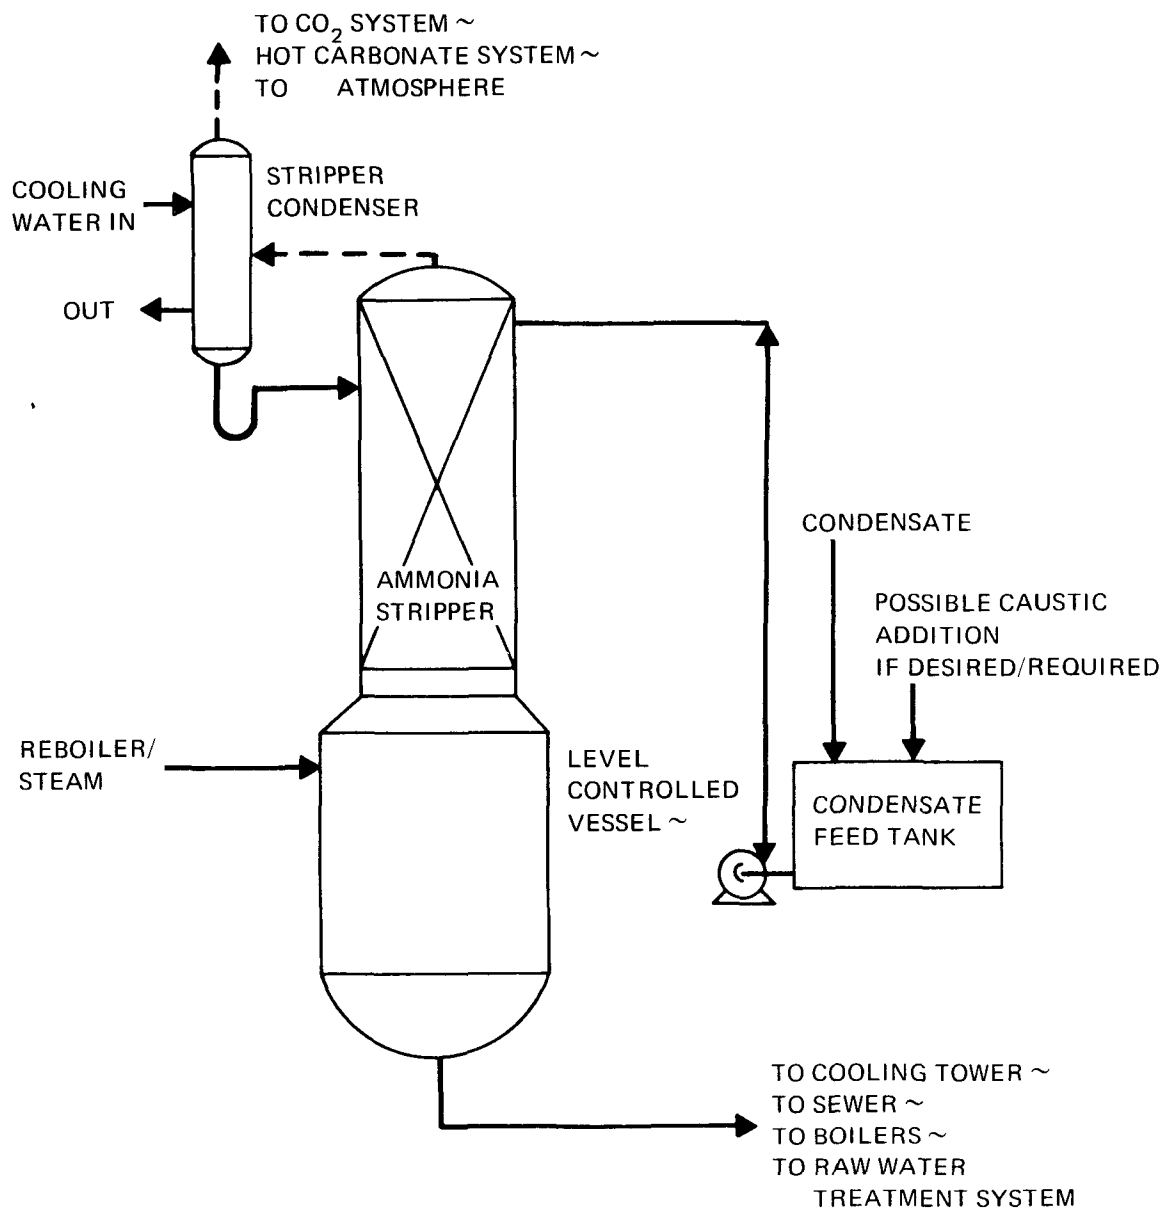 TO CO2 SYSTEM ~
HOT CARBONATE SYSTEM ~
TO ATMOSPHERE
COOLING
WATER IN
STRIPPER
CONDENSER
OUT
CONDENSATE
AMMONIA
STRIPPER
POSSIBLE CAUSTIC
ADDITION
IF DESIRED/REQUIRED
REBOILER/
STEAM
LEVEL
CONTROLLED
VESSEL ~
CONDENSATE
FEED TANK
TO COOLING TOWER ~
TO SEWER ~
TO BOILERS ~
TO RAW WATER
TREATMENT SYSTEM